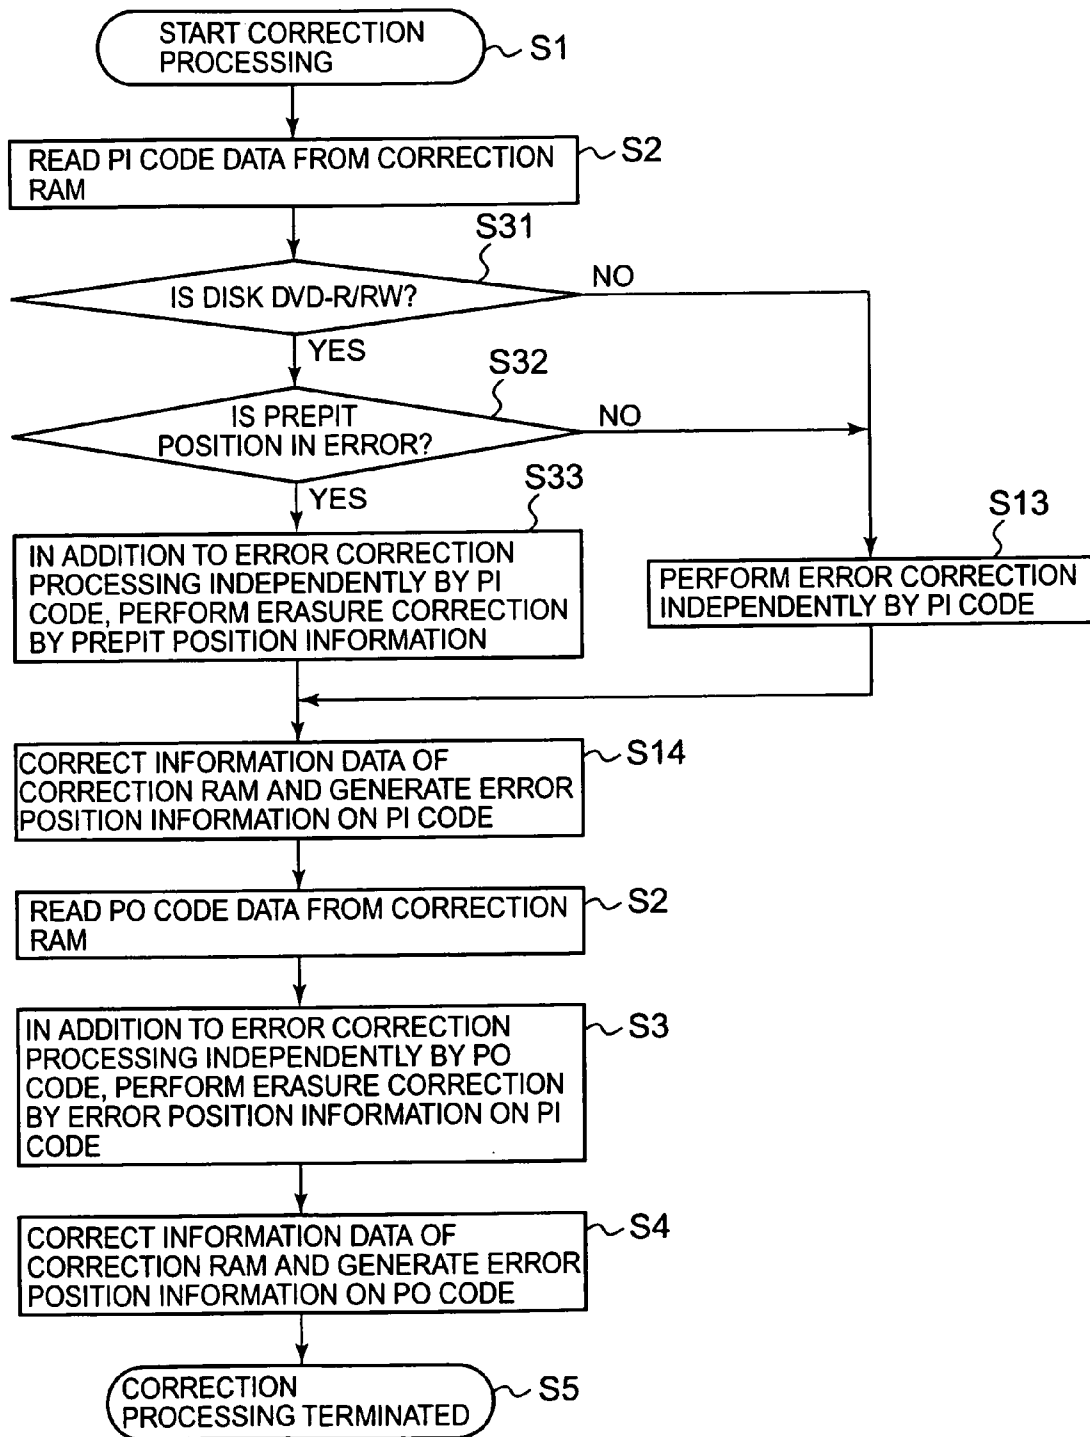 START CORRECTION
PROCESSING
S1
READ PI CODE DATA FROM CORRECTION
RAM
S2
S31
IS DISK DVD-R/RW?
NO
YES
S32
IS PREPIT
POSITION IN ERROR?
NO
YES
S33
IN ADDITION TO ERROR CORRECTION
PROCESSING INDEPENDENTLY BY PI
CODE, PERFORM ERASURE CORRECTION
BY PREPIT POSITION INFORMATION
S13
PERFORM ERROR CORRECTION
INDEPENDENTLY BY PI CODE
CORRECT INFORMATION DATA OF
CORRECTION RAM AND GENERATE ERROR
POSITION INFORMATION ON PI CODE
S14
READ PO CODE DATA FROM CORRECTION
RAM
S2
IN ADDITION TO ERROR CORRECTION
PROCESSING INDEPENDENTLY BY PO
CODE, PERFORM ERASURE CORRECTION
BY ERROR POSITION INFORMATION ON PI
CODE
S3
CORRECT INFORMATION DATA OF
CORRECTION RAM AND GENERATE ERROR
POSITION INFORMATION ON PO CODE
S4
CORRECTION
PROCESSING TERMINATED
S5